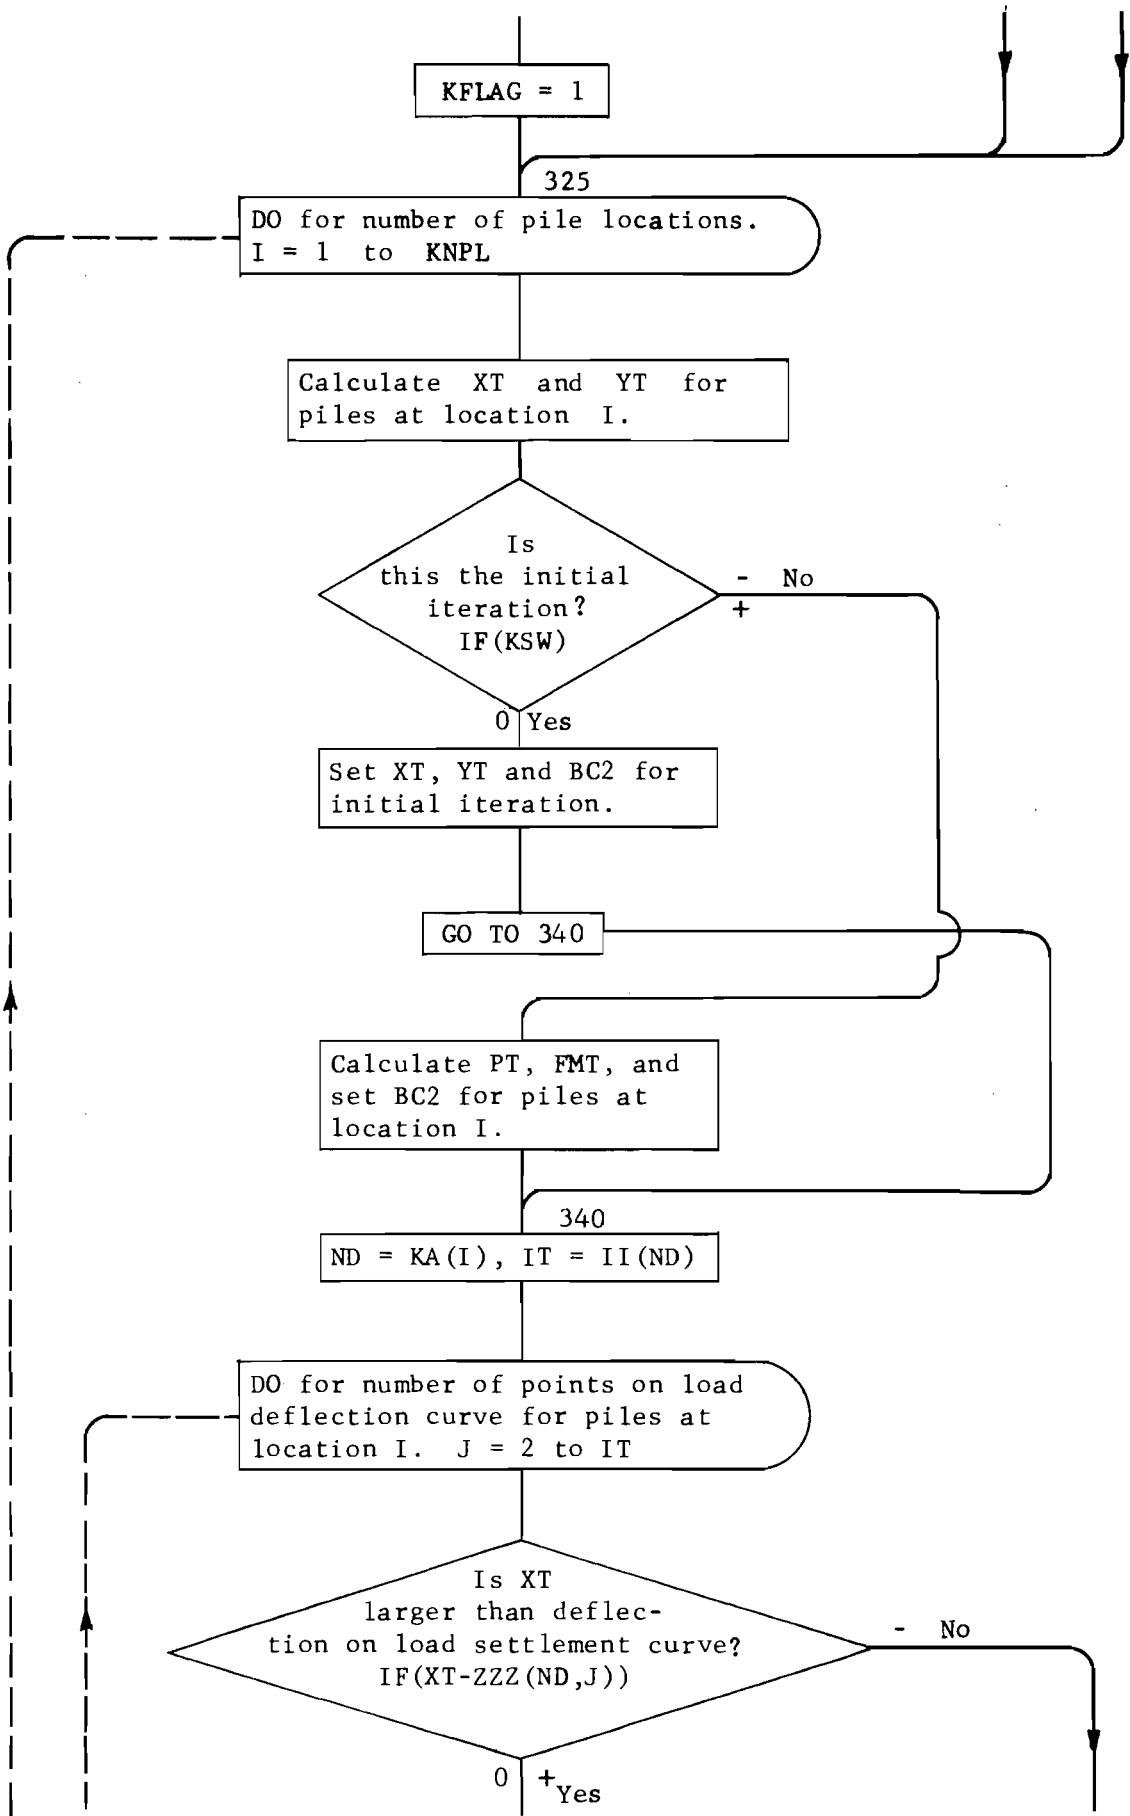 KFLAG = 1
325
DO for number of pile locations.
I = 1 to KNPL
Calculate XT and YT for
piles at location I.
Is
this the initial
iteration?
IF(KSW)
- No
+
0 Yes
Set XT, YT and BC2 for
initial iteration.
GO TO 340
Calculate PT, FMT, and
set BC2 for piles at
location I.
340
ND = KA(I), IT = II(ND)
DO for number of points on load
deflection curve for piles at
location I. J = 2 to IT
Is XT
larger than deflec-
tion on load settlement curve?
IF(XT-ZZZ(ND,J))
- No
0 + Yes